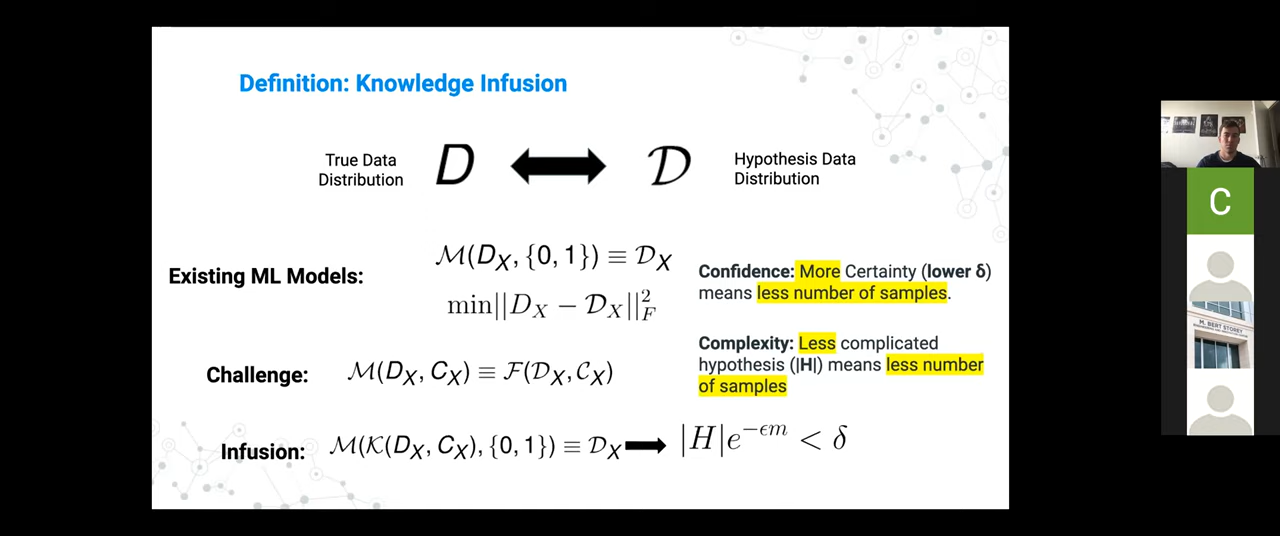 Definition: Knowledge Infusion
True Data
Distribution
D
𝒟
Hypothesis Data
Distribution
Existing ML Models:
ℳ(D_X, {0, 1}) ≡ 𝒟_X
min||D_X − 𝒟_X||²_F
Confidence: More Certainty (lower δ)
means less number of samples.
Complexity: Less complicated
hypothesis (|H|) means less number
of samples
Challenge:
ℳ(D_X, C_X) ≡ ℱ(𝒟_X, 𝒞_X)
Infusion:
ℳ(𝒦(D_X, C_X), {0, 1}) ≡ 𝒟_X
|H|e^{−ϵm} < δ
C
M. BERT STOREY